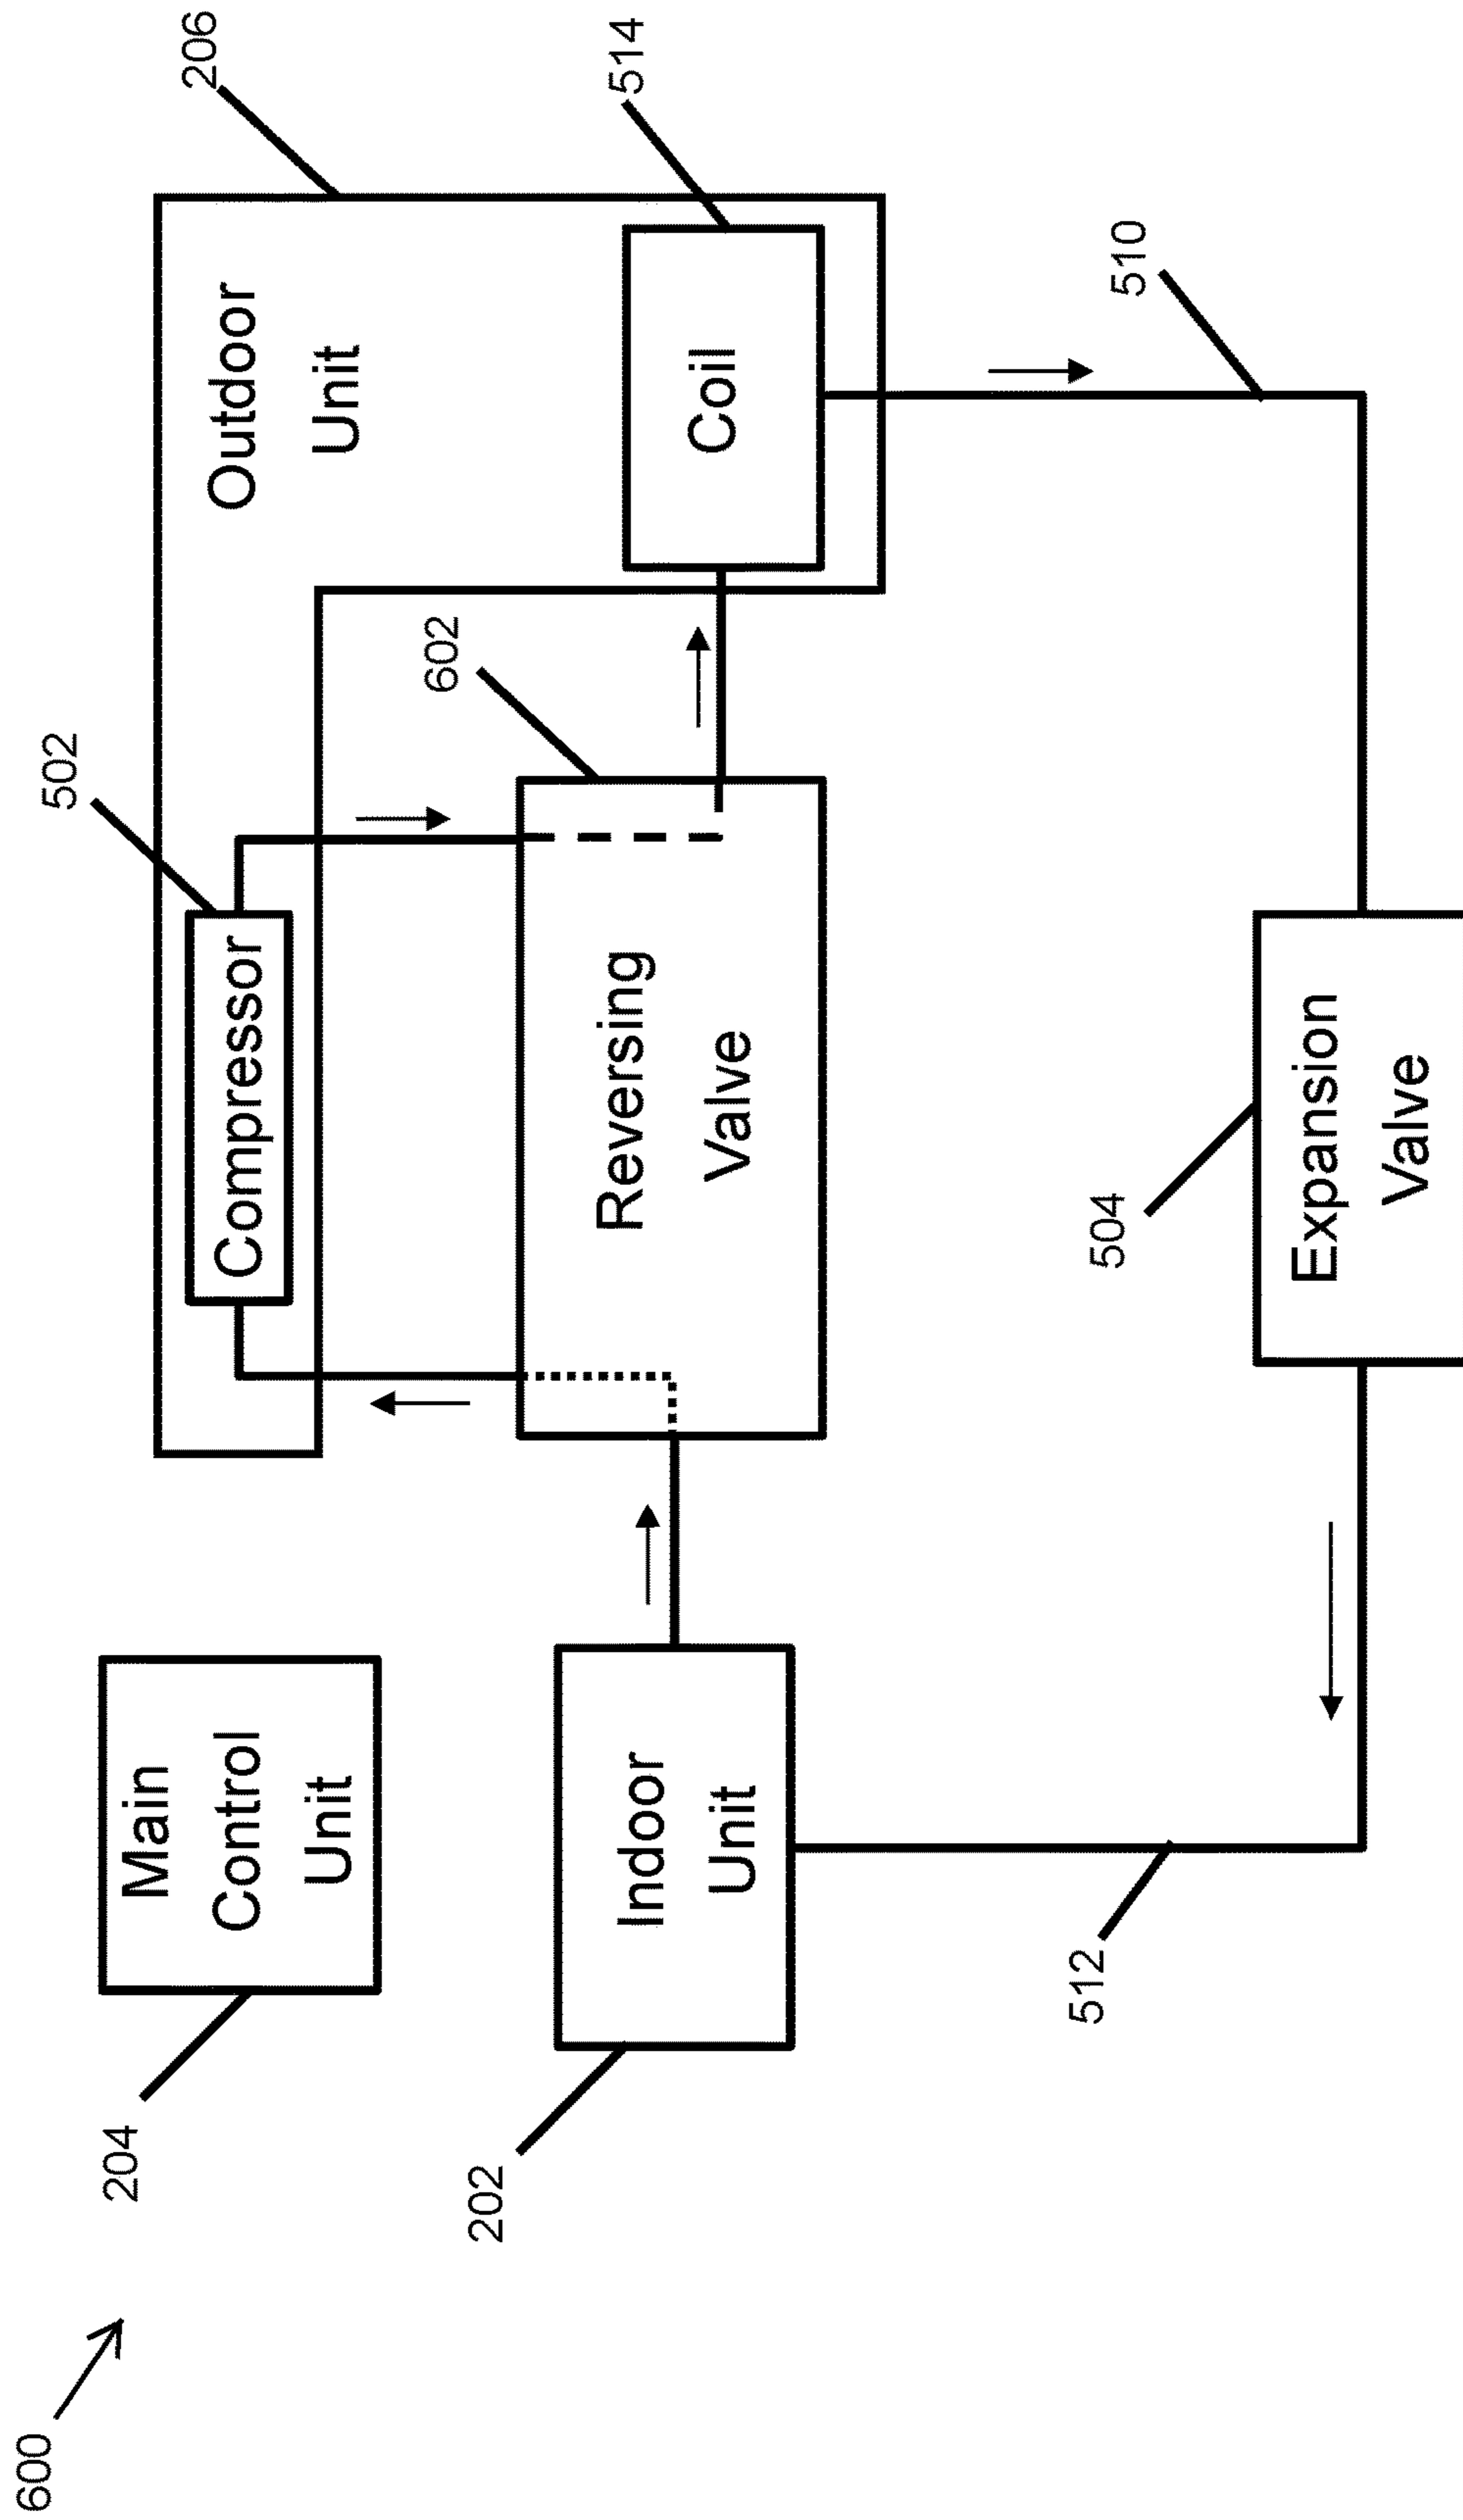 206
Outdoor
Unit
502
Compressor
514
Coil
602
Reversing
Valve
204
Main
Control
Unit
202
Indoor
Unit
510
504
Expansion
Valve
512
600